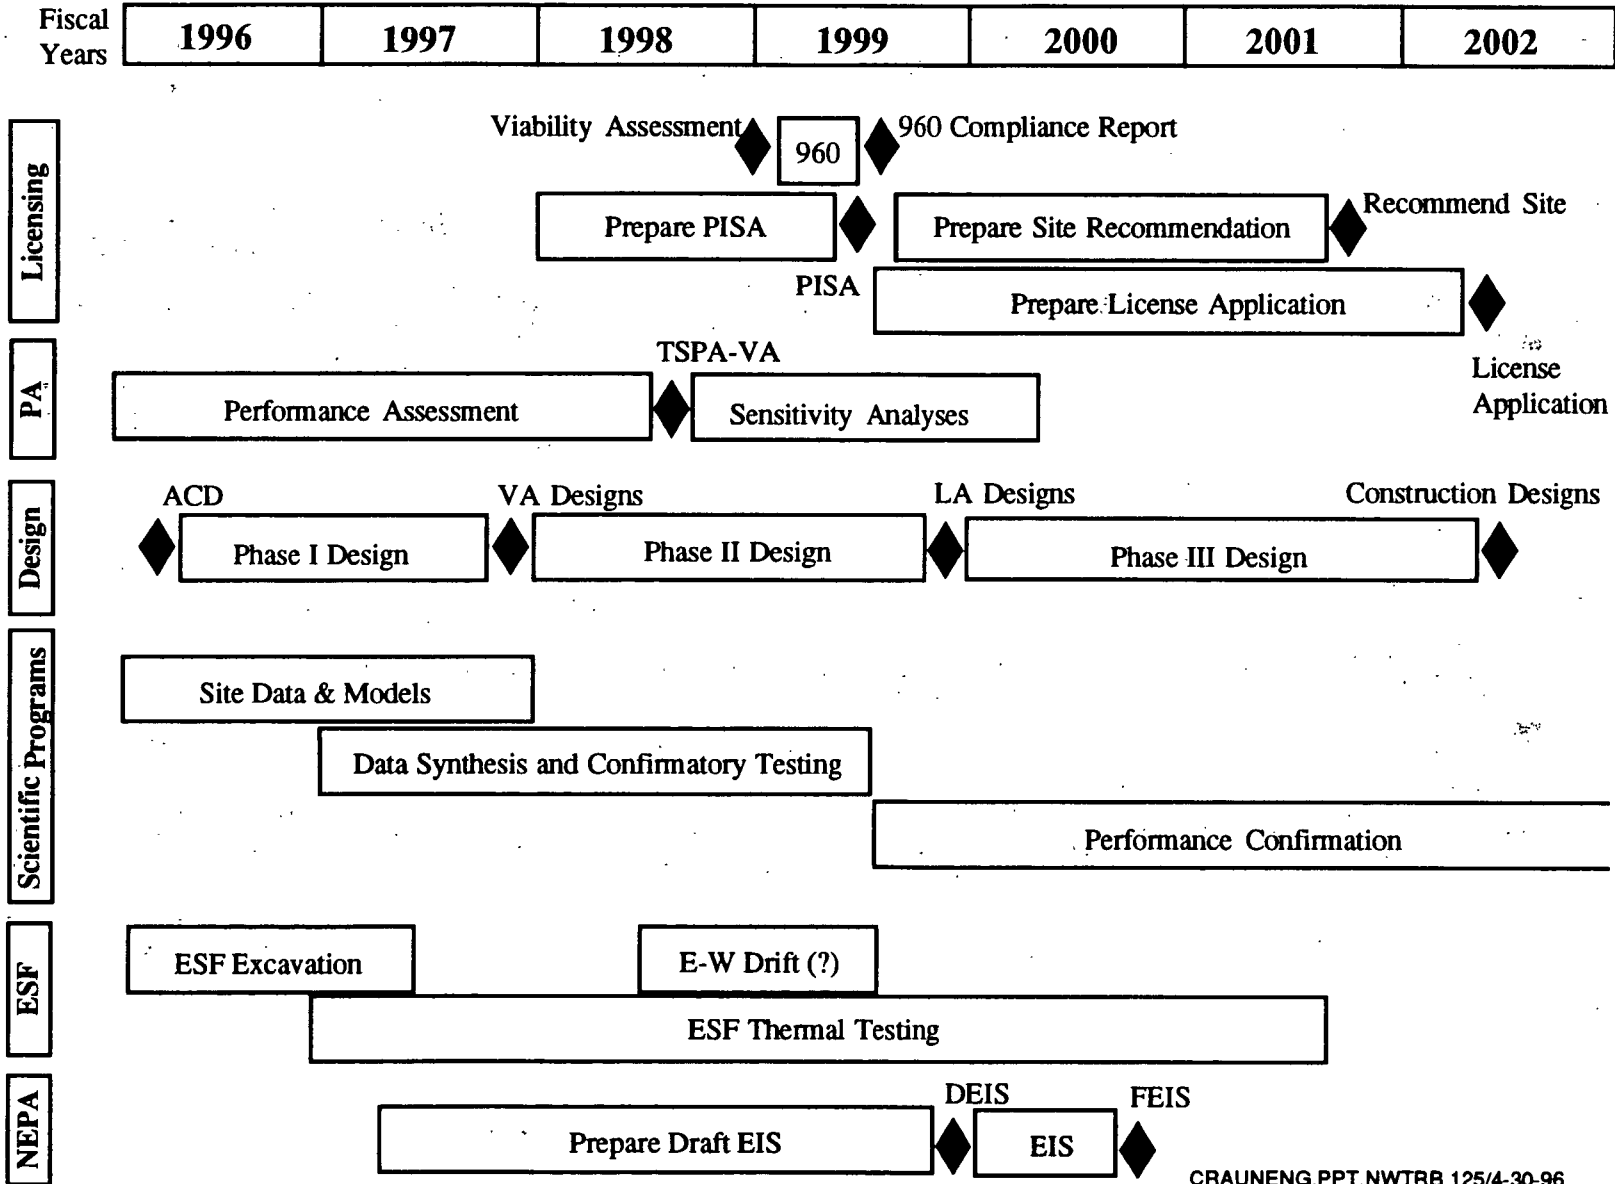 Fiscal
Years
1996
1997
1998
1999
2000
2001
2002
Licensing
Viability Assessment
960
960 Compliance Report
Prepare PISA
PISA
Prepare Site Recommendation
Recommend Site
Prepare License Application
License
Application
PA
Performance Assessment
TSPA-VA
Sensitivity Analyses
Design
ACD
Phase I Design
VA Designs
Phase II Design
LA Designs
Phase III Design
Construction Designs
Scientific Programs
Site Data & Models
Data Synthesis and Confirmatory Testing
Performance Confirmation
ESF
ESF Excavation
E-W Drift (?)
ESF Thermal Testing
NEPA
Prepare Draft EIS
DEIS
EIS
FEIS
CRAUNENG.PPT.NWTRB.125/4-30-96